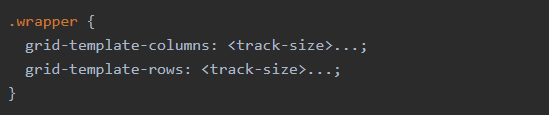 .wrapper {
  grid-template-columns: <track-size>...;
  grid-template-rows: <track-size>...;
}